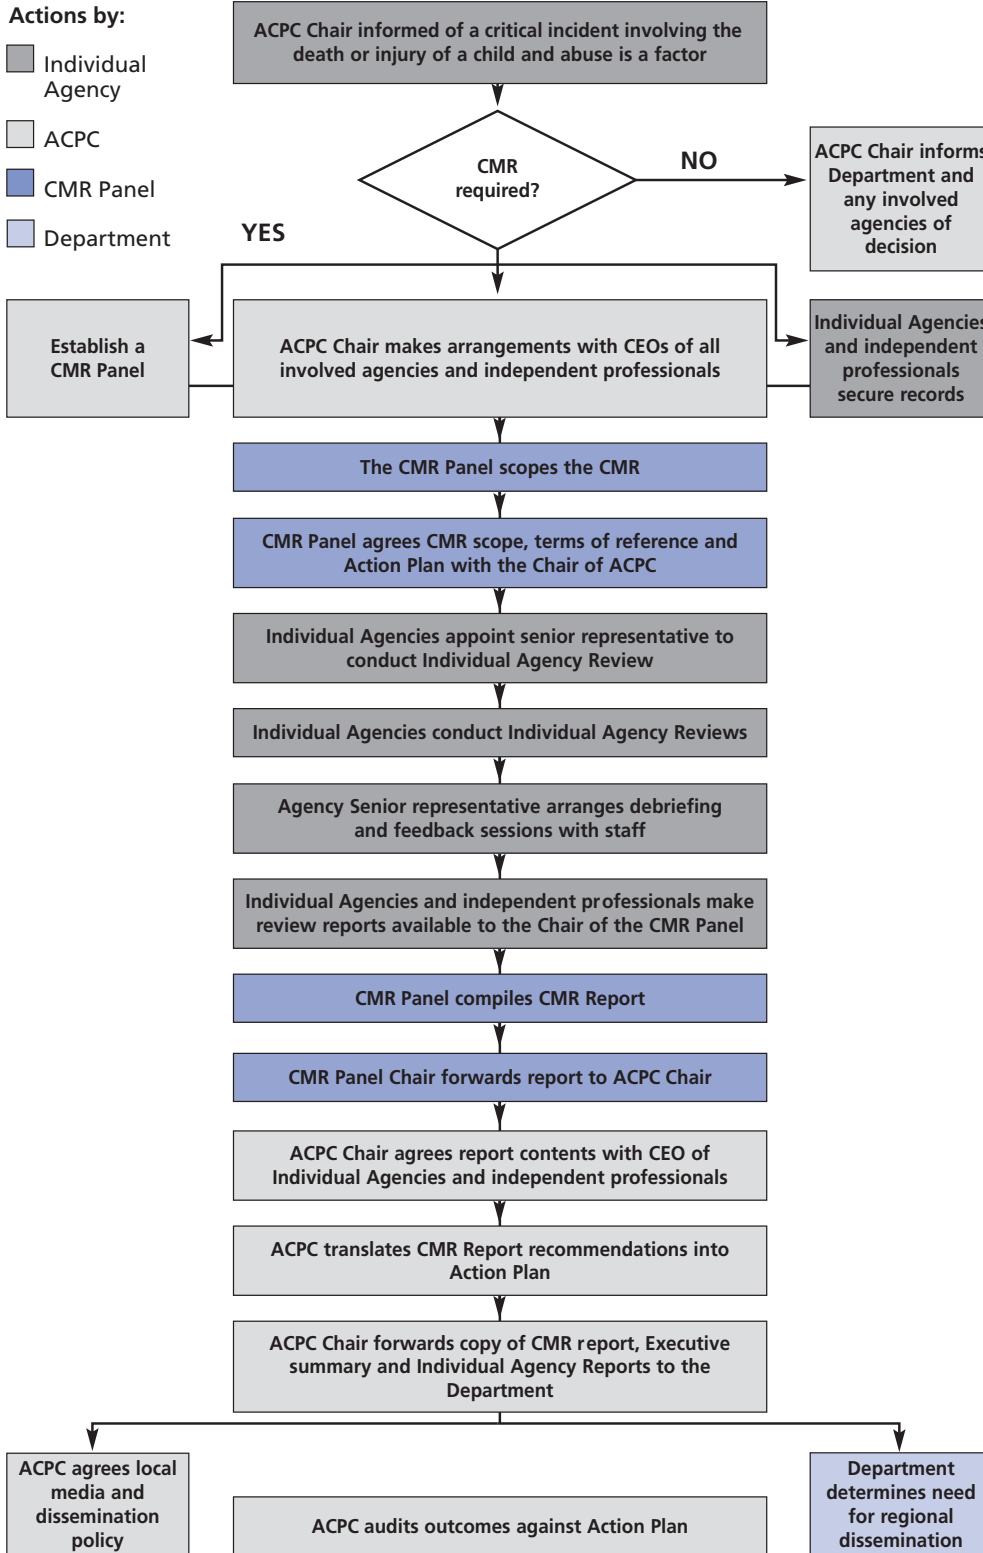 Actions by:
Individual
Agency
ACPC
CMR Panel
Department
ACPC Chair informed of a critical incident involving the
death or injury of a child and abuse is a factor
CMR
required?
NO
ACPC Chair informs
Department and
any involved
agencies of
decision
YES
Establish a
CMR Panel
ACPC Chair makes arrangements with CEOs of all
involved agencies and independent professionals
Individual Agencies
and independent
professionals
secure records
The CMR Panel scopes the CMR
CMR Panel agrees CMR scope, terms of reference and
Action Plan with the Chair of ACPC
Individual Agencies appoint senior representative to
conduct Individual Agency Review
Individual Agencies conduct Individual Agency Reviews
Agency Senior representative arranges debriefing
and feedback sessions with staff
Individual Agencies and independent professionals make
review reports available to the Chair of the CMR Panel
CMR Panel compiles CMR Report
CMR Panel Chair forwards report to ACPC Chair
ACPC Chair agrees report contents with CEO of
Individual Agencies and independent professionals
ACPC translates CMR Report recommendations into
Action Plan
ACPC Chair forwards copy of CMR report, Executive
summary and Individual Agency Reports to the
Department
ACPC agrees local
media and
dissemination
policy
ACPC audits outcomes against Action Plan
Department
determines need
for regional
dissemination